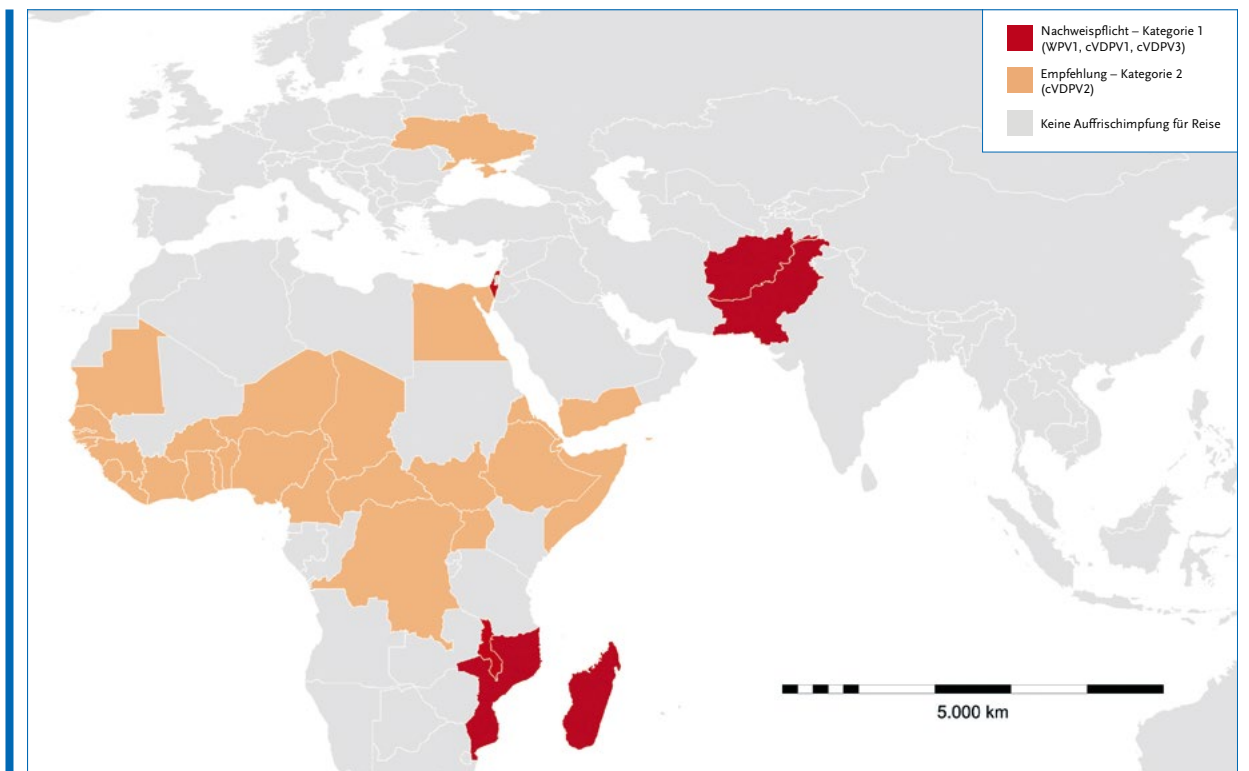 Nachweispflicht – Kategorie 1
(WPV1, cVDPV1, cVDPV3)
Empfehlung – Kategorie 2
(cVDPV2)
Keine Auffrischimpfung für Reise
5.000 km